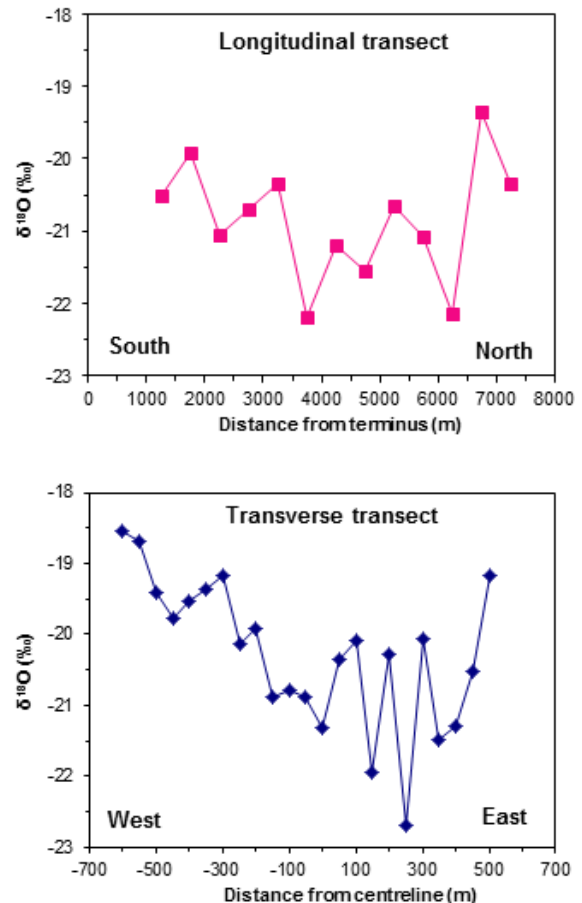 -18
Longitudinal transect
-19
-20
-21
-22
-23
δ¹⁸O (‰)
South
North
0 1000 2000 3000 4000 5000 6000 7000 8000
Distance from terminus (m)
-18
Transverse transect
-19
-20
-21
-22
-23
δ¹⁸O (‰)
West
East
-700 -500 -300 -100 100 300 500 700
Distance from centreline (m)